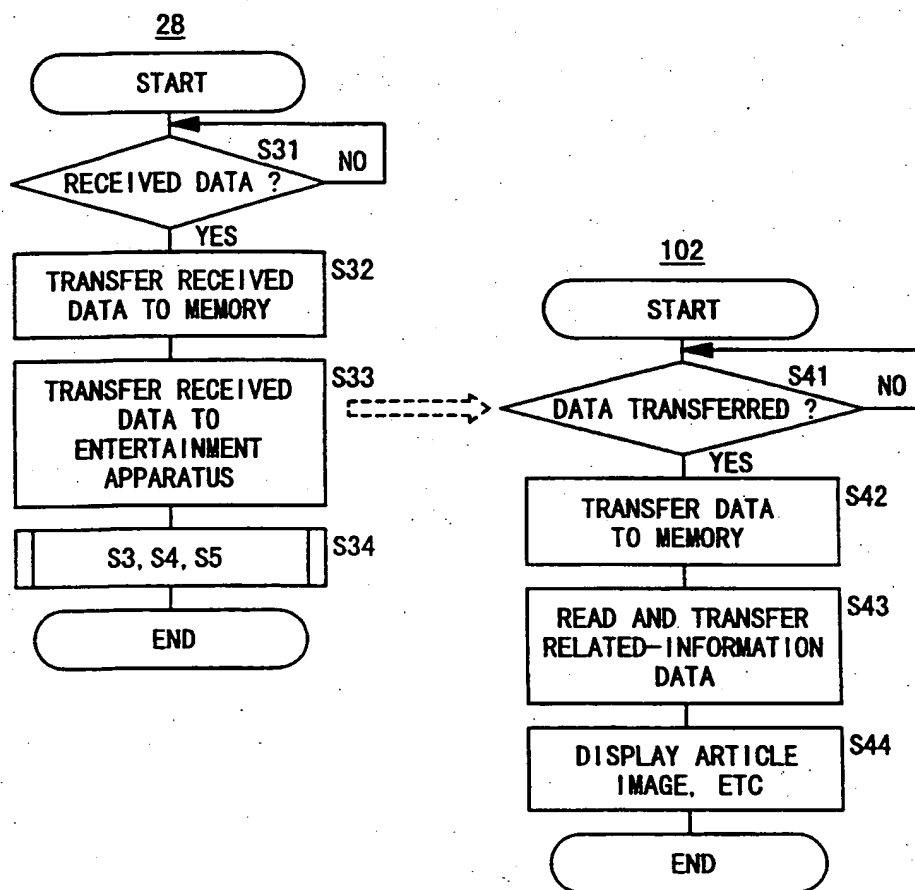 28
START
S31
NO
RECEIVED DATA ?
YES
S32
TRANSFER RECEIVED
DATA TO MEMORY
S33
TRANSFER RECEIVED
DATA TO
ENTERTAINMENT
APPARATUS
S34
S3, S4, S5
END
102
START
S41
NO
DATA TRANSFERRED ?
YES
S42
TRANSFER DATA
TO MEMORY
S43
READ AND TRANSFER
RELATED-INFORMATION
DATA
S44
DISPLAY ARTICLE
IMAGE, ETC
END